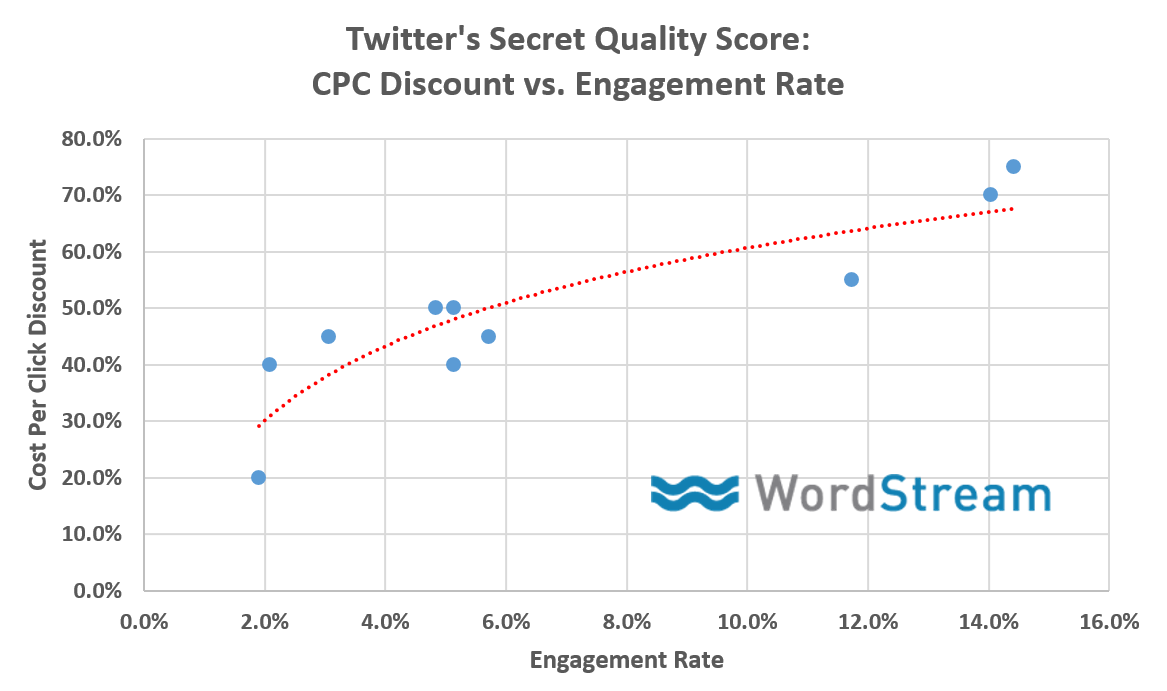 Twitter's Secret Quality Score:
CPC Discount vs. Engagement Rate
Cost Per Click Discount
80.0%
70.0%
60.0%
50.0%
40.0%
30.0%
20.0%
10.0%
0.0%
WordStream
0.0% 2.0% 4.0% 6.0% 8.0% 10.0% 12.0% 14.0% 16.0%
Engagement Rate